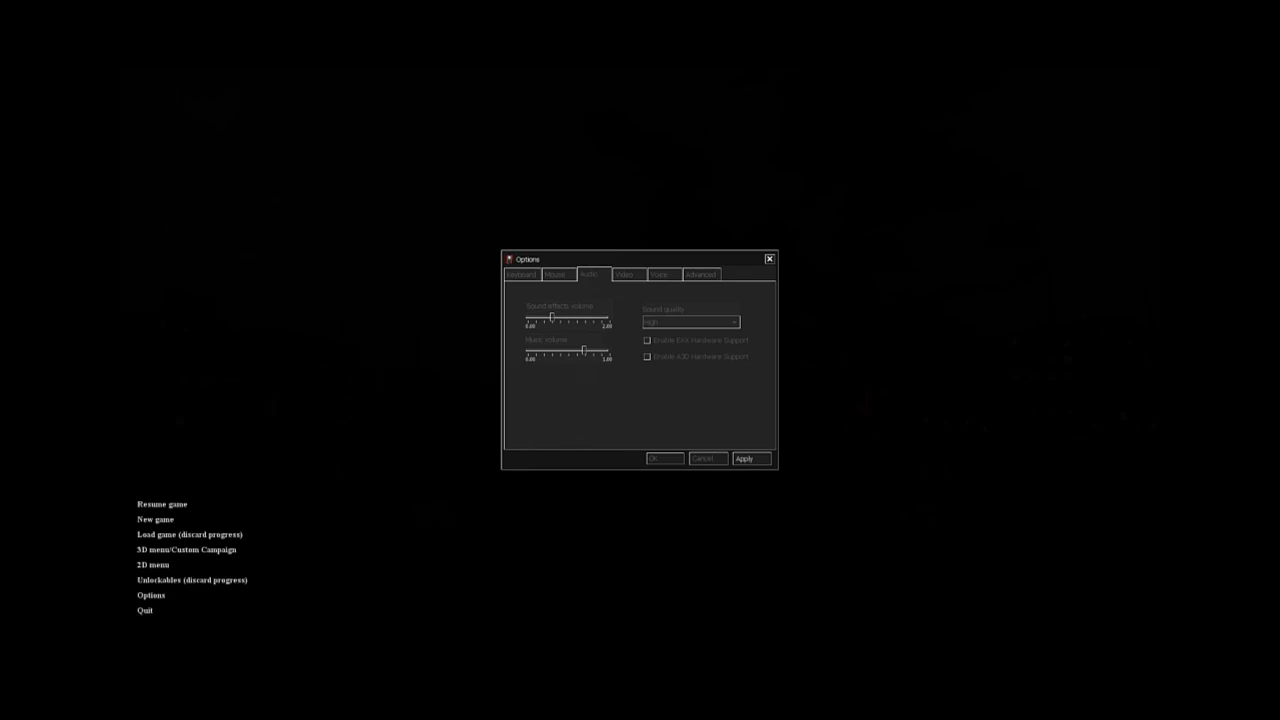 Options
Keyboard Mouse Audio Video Voice Advanced
Sound effects volume
0.00 2.00
Music volume
0.00 1.00
Sound quality
High
Enable EAX Hardware Support
Enable A3D Hardware Support
OK Cancel Apply
Resume game
New game
Load game (discard progress)
3D menu/Custom Campaign
2D menu
Unlockables (discard progress)
Options
Quit